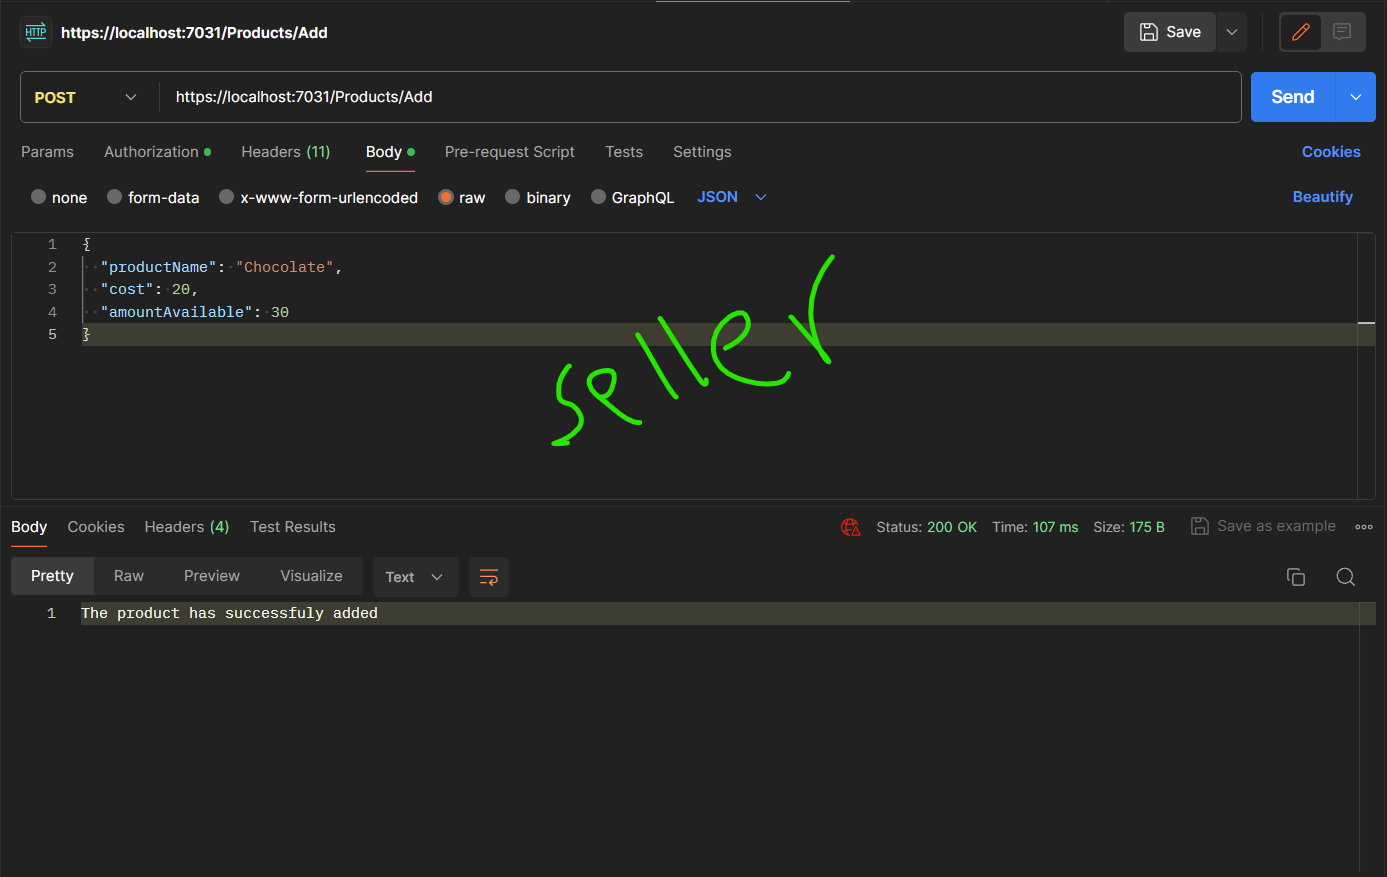 HTTP https://localhost:7031/Products/Add Save
POST https://localhost:7031/Products/Add Send
Params Authorization Headers (11) Body Pre-request Script Tests Settings Cookies
none form-data x-www-form-urlencoded raw binary GraphQL JSON Beautify
1 {
2 "productName": "Chocolate",
3 "cost": 20,
4 "amountAvailable": 30
5 }
seller
Body Cookies Headers (4) Test Results Status: 200 OK Time: 107 ms Size: 175 B Save as example
Pretty Raw Preview Visualize Text
1 The product has successfuly added